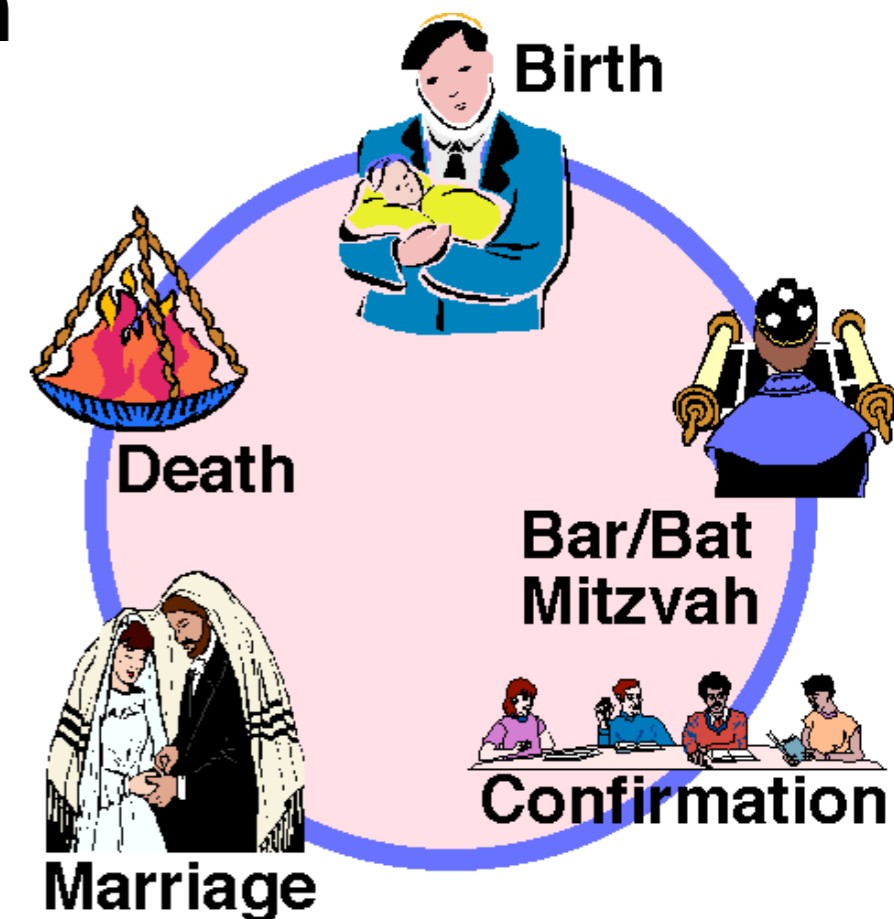 Birth
Bar/Bat
Mitzvah
Confirmation
Marriage
Death